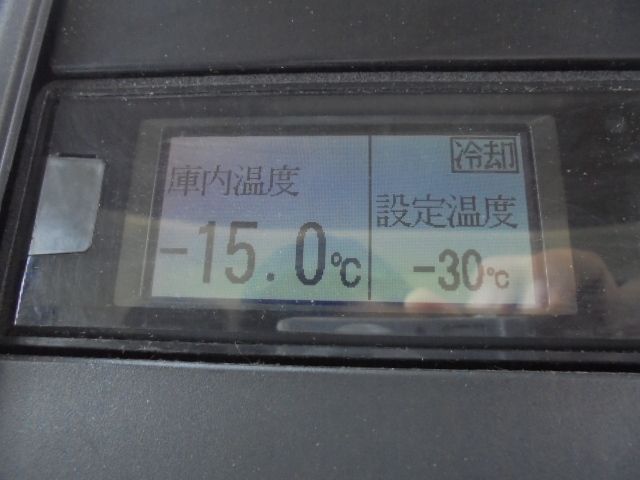 冷却
庫内温度
設定温度
-15.0℃
-30℃